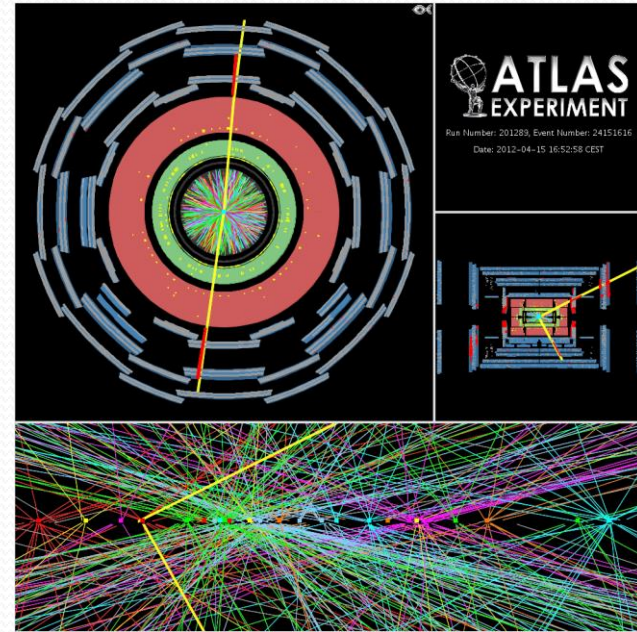 ATLAS
EXPERIMENT
Run Number: 201289, Event Number: 24151616
Date: 2012-04-15 16:52:58 CEST